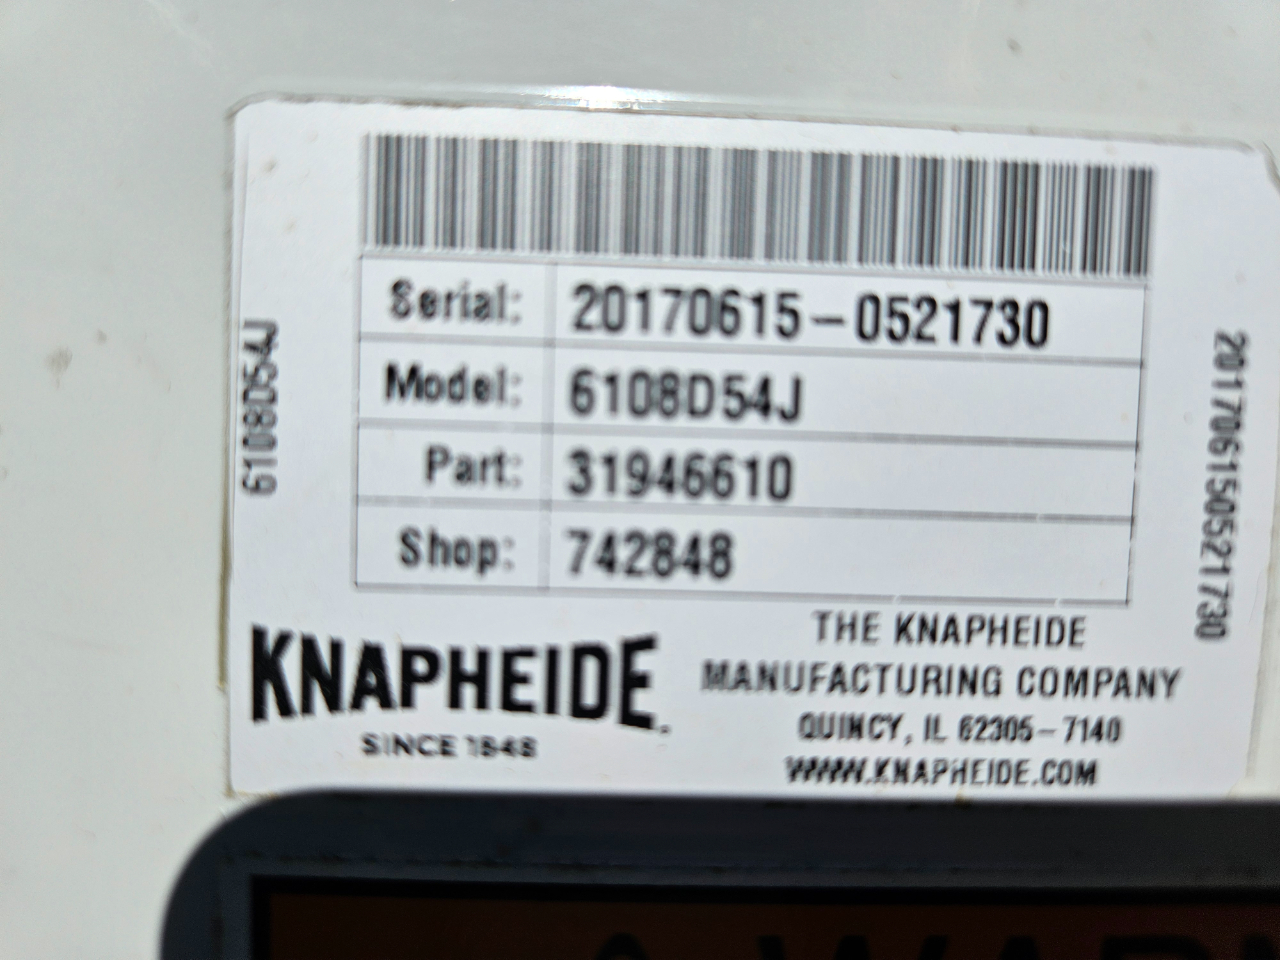 Serial: 20170615-0521730
Model: 6108D54J
Part: 31946610
Shop: 742848
6108D54J
201706150521730
KNAPHEIDE
SINCE 1848
THE KNAPHEIDE
MANUFACTURING COMPANY
QUINCY, IL 62305-7140
WWW.KNAPHEIDE.COM